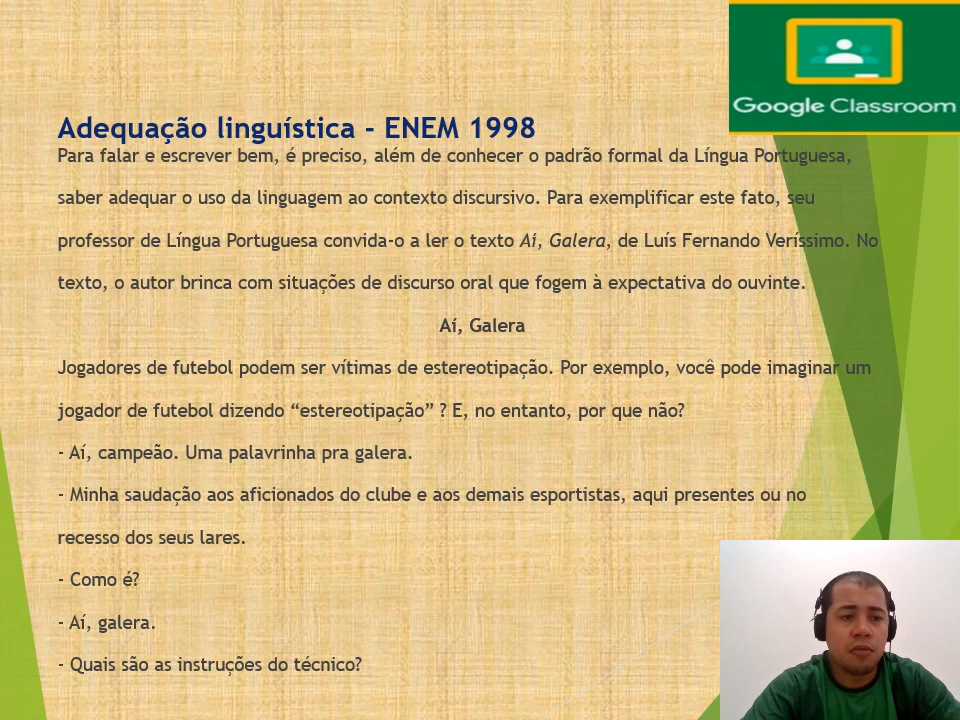 Google Classroom
Adequação linguística - ENEM 1998
Para falar e escrever bem, é preciso, além de conhecer o padrão formal da Língua Portuguesa,
saber adequar o uso da linguagem ao contexto discursivo. Para exemplificar este fato, seu
professor de Língua Portuguesa convida-o a ler o texto Aí, Galera, de Luís Fernando Veríssimo. No
texto, o autor brinca com situações de discurso oral que fogem à expectativa do ouvinte.
Aí, Galera
Jogadores de futebol podem ser vítimas de estereotipação. Por exemplo, você pode imaginar um
jogador de futebol dizendo “estereotipação” ? E, no entanto, por que não?
- Aí, campeão. Uma palavrinha pra galera.
- Minha saudação aos aficionados do clube e aos demais esportistas, aqui presentes ou no
recesso dos seus lares.
- Como é?
- Aí, galera.
- Quais são as instruções do técnico?